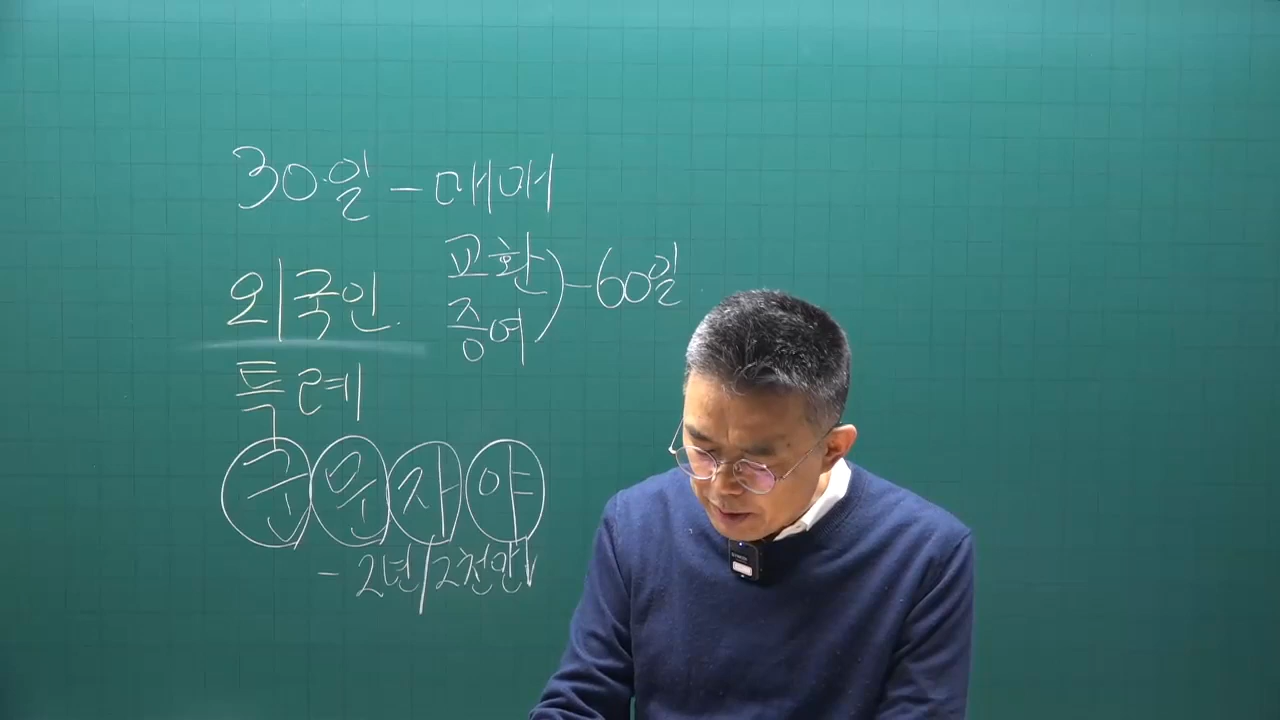 30일 - 매매
교환
증여 ) - 60일
외국인
특례
군 문 자 야
- 2년/2천만↓